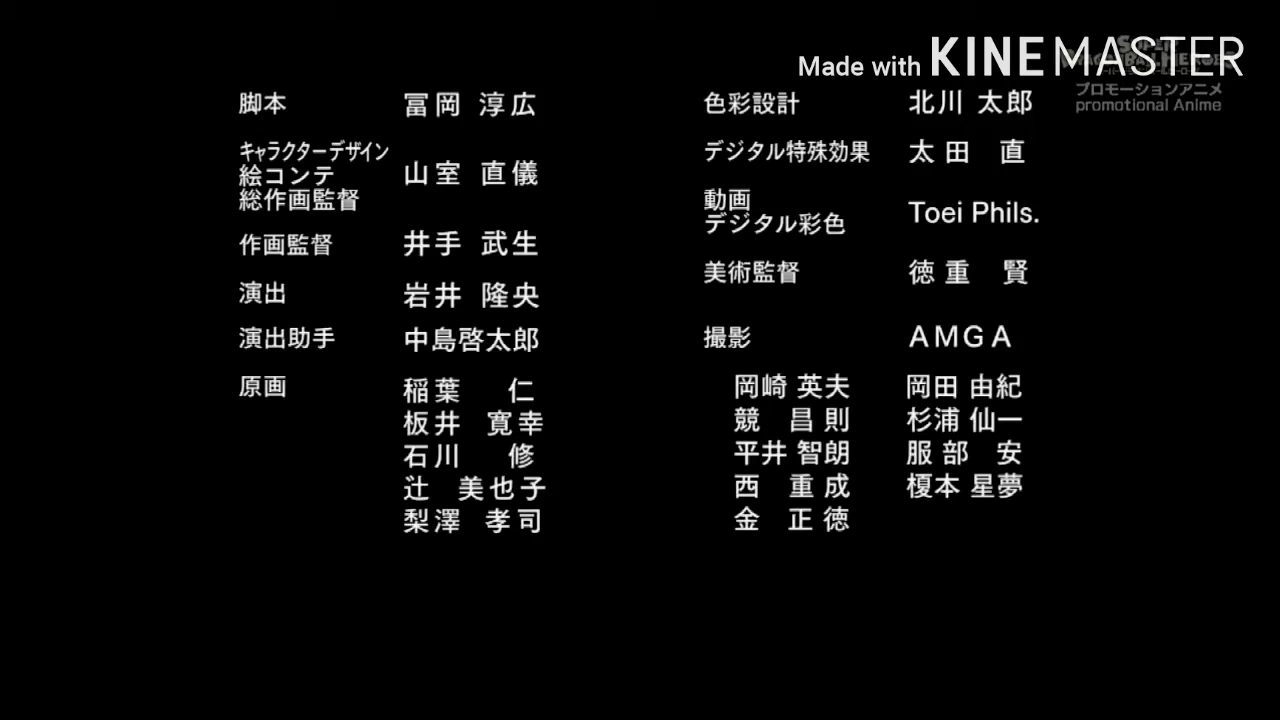 Made with KINEMASTER
SUPER
DRAGONBALL HEROES
プロモーションアニメ
promotional Anime
脚本 冨岡 淳広
キャラクターデザイン
絵コンテ
総作画監督
山室 直儀
作画監督 井手 武生
演出 岩井 隆央
演出助手 中島啓太郎
原画 稲葉 仁
板井 寛幸
石川 修
辻 美也子
梨澤 孝司
色彩設計 北川 太郎
デジタル特殊効果 太田 直
動画
デジタル彩色
Toei Phils.
美術監督 徳重 賢
撮影 AMGA
岡崎 英夫 岡田 由紀
競 昌則 杉浦 仙一
平井 智朗 服部 安
西 重成 榎本 星夢
金 正徳